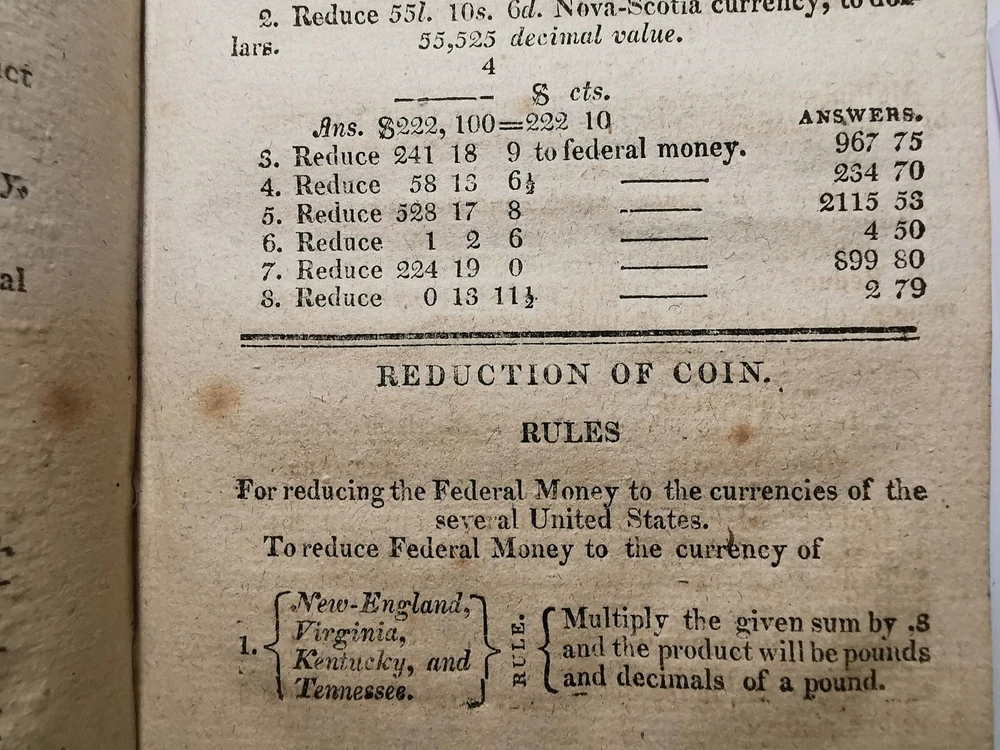 2. Reduce 55l. 10s. 6d. Nova-Scotia currency, to dol-
lars. 55,525 decimal value.
4
$ cts.
Ans. $222, 100=222 10
ANSWERS.
3. Reduce 241 18 9 to federal money. 967 75
4. Reduce 58 13 6½ —— 234 70
5. Reduce 528 17 8 —— 2115 53
6. Reduce 1 2 6 —— 4 50
7. Reduce 224 19 0 —— 899 80
8. Reduce 0 13 11½ —— 2 79
REDUCTION OF COIN.
RULES
For reducing the Federal Money to the currencies of the
several United States.
To reduce Federal Money to the currency of
1. New-England,
Virginia,
Kentucky, and
Tennessee.
RULE.
Multiply the given sum by .3
and the product will be pounds
and decimals of a pound.